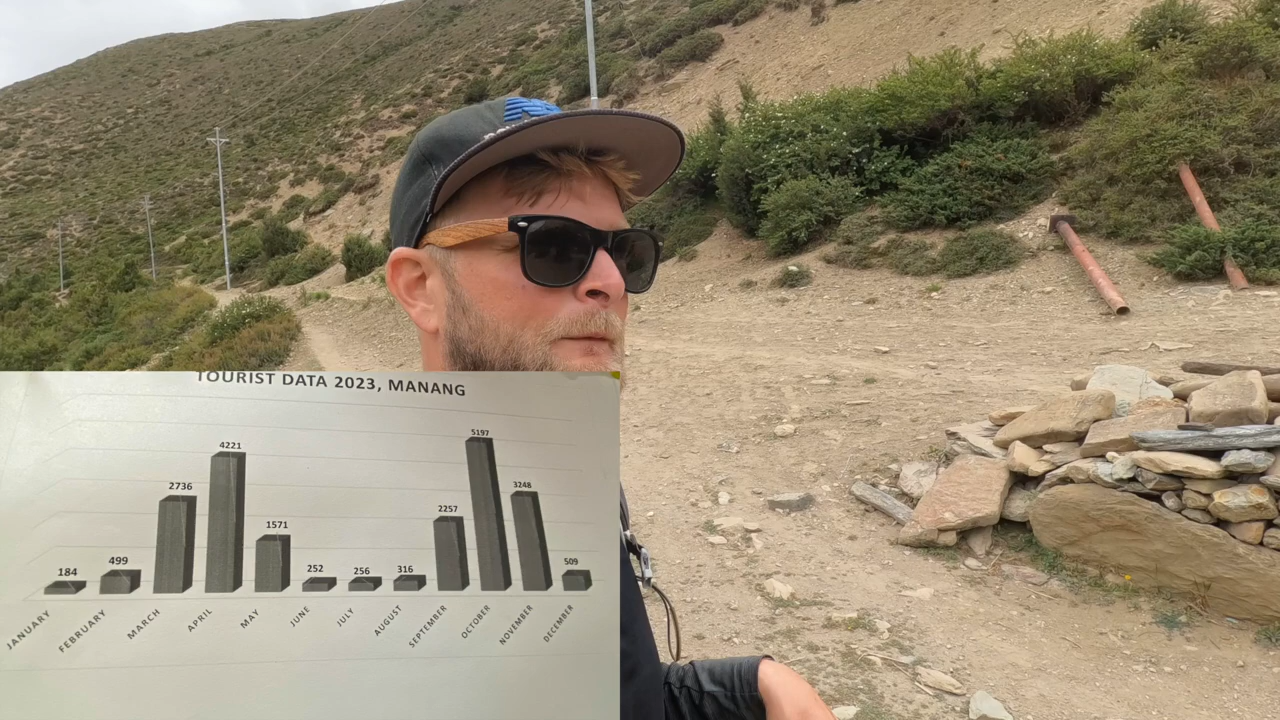 TOURIST DATA 2023, MANANG
184
499
2736
4221
1571
252
256
316
2257
5197
3248
509
JANUARY
FEBRUARY
MARCH
APRIL
MAY
JUNE
JULY
AUGUST
SEPTEMBER
OCTOBER
NOVEMBER
DECEMBER